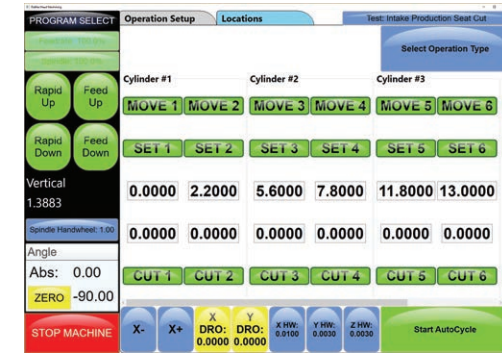 PROGRAM SELECT
Operation Setup
Locations
Test: Intake Production Seat Cut
Select Operation Type
Rapid Up
Feed Up
Rapid Down
Feed Down
Vertical
1.3883
Spindle Handwheel: 1.00
Angle
Abs: 0.00
ZERO -90.00
STOP MACHINE
Cylinder #1 Cylinder #2 Cylinder #3
MOVE 1 MOVE 2 MOVE 3 MOVE 4 MOVE 5 MOVE 6
SET 1 SET 2 SET 3 SET 4 SET 5 SET 6
0.0000 2.2000 5.6000 7.8000 11.8000 13.0000
0.0000 0.0000 0.0000 0.0000 0.0000 0.0000
CUT 1 CUT 2 CUT 3 CUT 4 CUT 5 CUT 6
X- X+
X DRO: 0.0000
Y DRO: 0.0000
X HW: 0.0100
Y HW: 0.0030
Z HW: 0.0030
Start AutoCycle